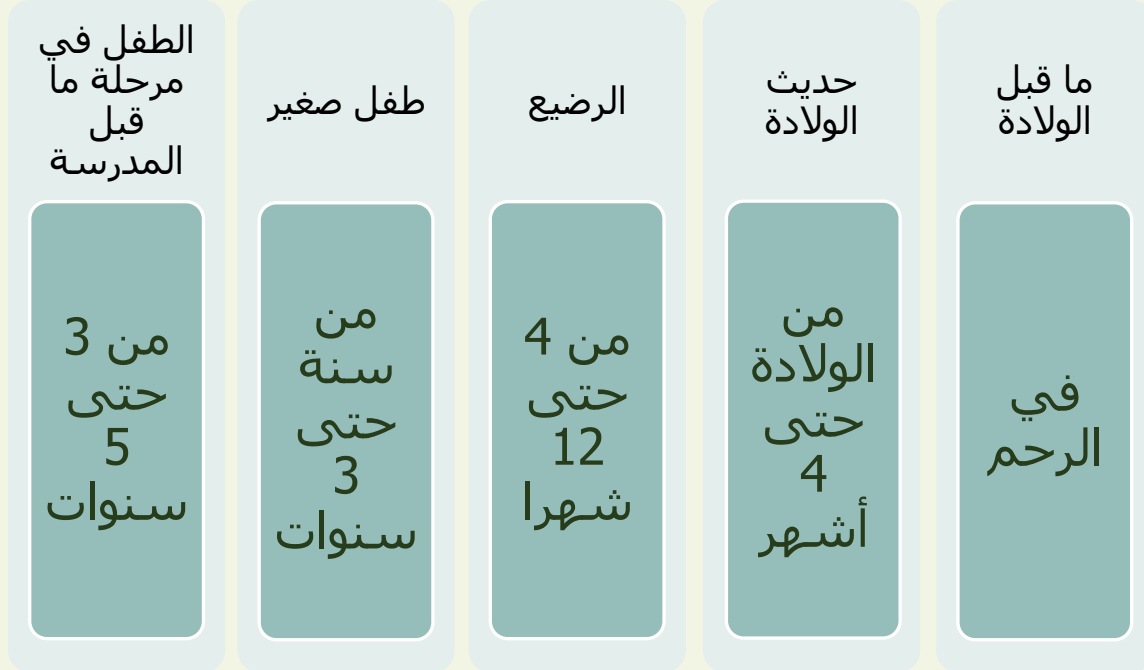 ما قبل
الولادة
في
الرحم
حديث
الولادة
من
الولادة
حتى
4
أشهر
الرضيع
من 4
حتى
12
شهرا
طفل صغير
من
سنة
حتى
3
سنوات
الطفل في
مرحلة ما
قبل
المدرسة
من 3
حتى
5
سنوات